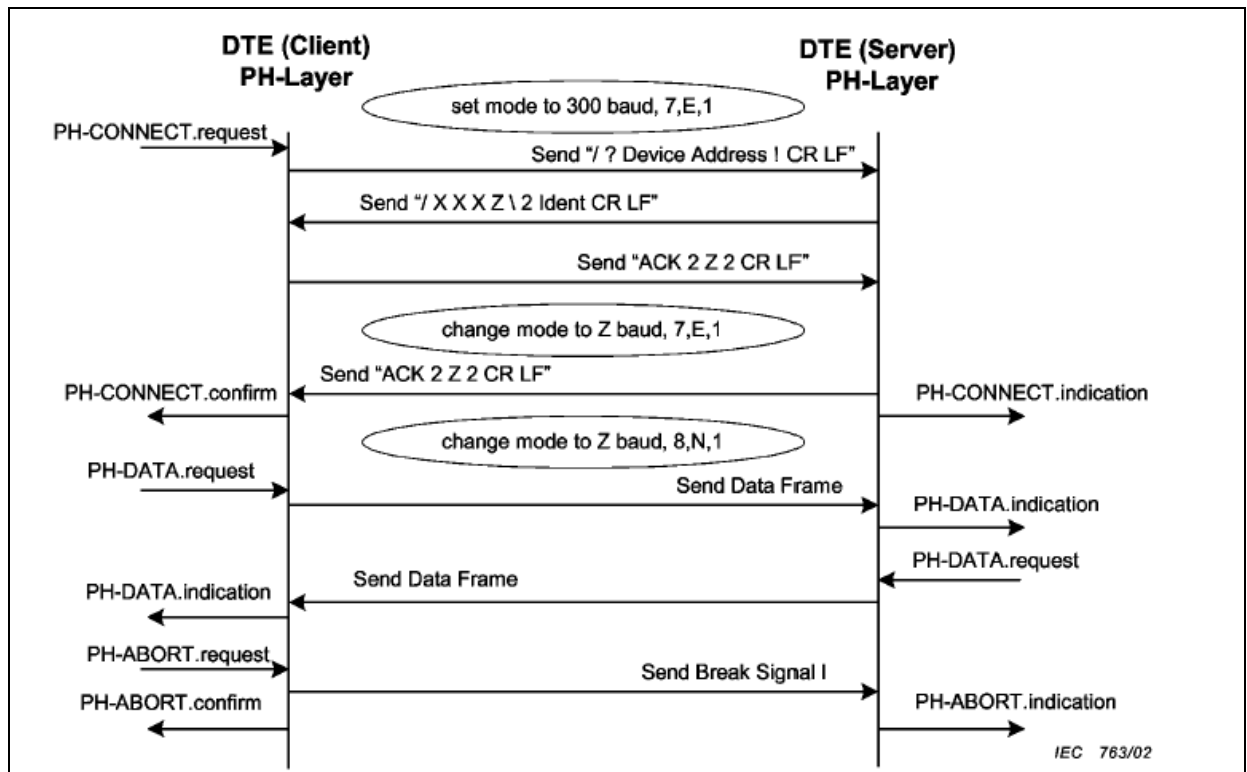 DTE (Client)
PH-Layer
DTE (Server)
PH-Layer
set mode to 300 baud, 7,E,1
PH-CONNECT.request
Send “/ ? Device Address ! CR LF”
Send “/ X X X Z \ 2 Ident CR LF”
Send “ACK 2 Z 2 CR LF”
change mode to Z baud, 7,E,1
Send “ACK 2 Z 2 CR LF”
PH-CONNECT.confirm
PH-CONNECT.indication
change mode to Z baud, 8,N,1
PH-DATA.request
Send Data Frame
PH-DATA.indication
PH-DATA.request
Send Data Frame
PH-DATA.indication
PH-ABORT.request
Send Break Signal I
PH-ABORT.confirm
PH-ABORT.indication
IEC 763/02